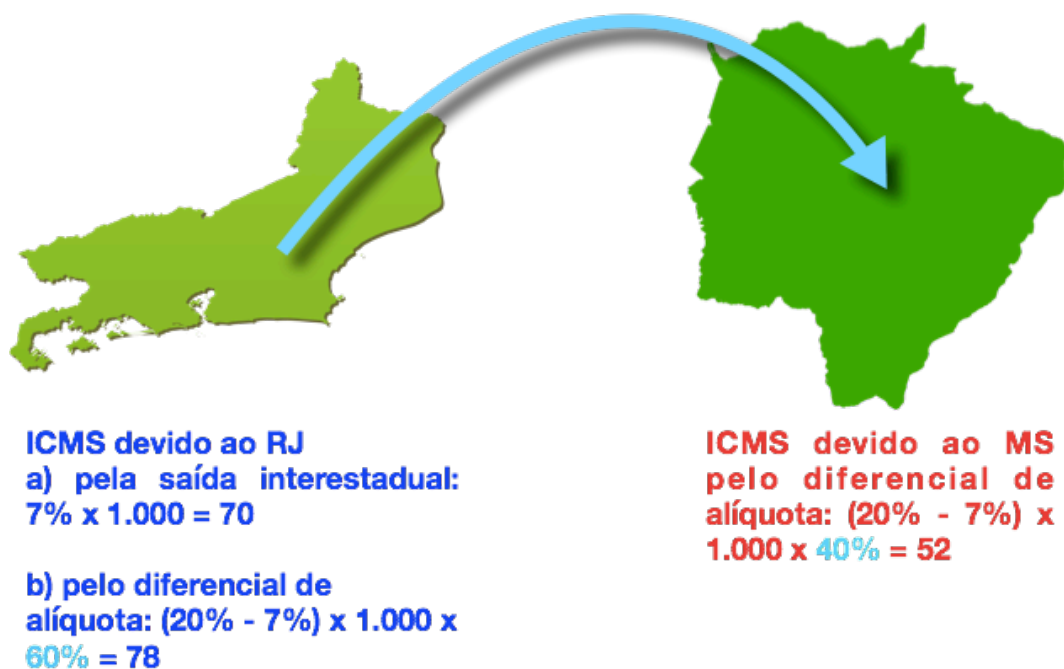 ICMS devido ao RJ
a) pela saída interestadual:
7% x 1.000 = 70
b) pelo diferencial de
alíquota: (20% - 7%) x 1.000 x
60% = 78
ICMS devido ao MS
pelo diferencial de
alíquota: (20% - 7%) x
1.000 x 40% = 52